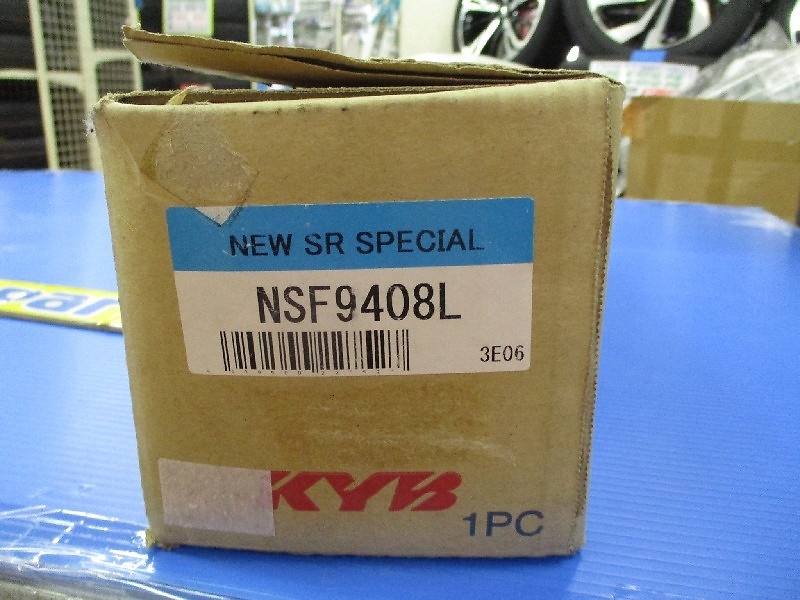 NEW SR SPECIAL
NSF9408L
3E06
KYB
1PC